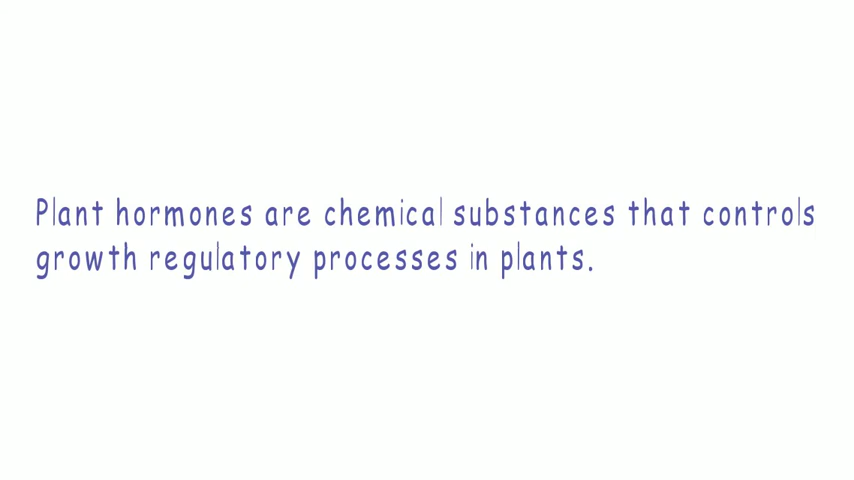 Plant hormones are chemical substances that controls
growth regulatory processes in plants.